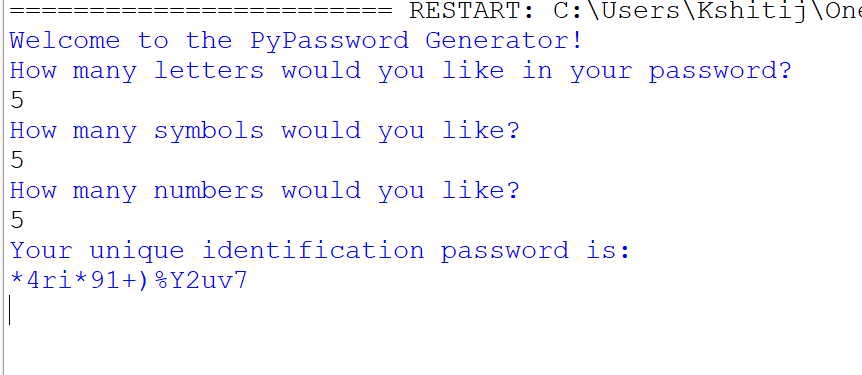 ======================== RESTART: C:\Users\Kshitij\One
Welcome to the PyPassword Generator!
How many letters would you like in your password?
5
How many symbols would you like?
5
How many numbers would you like?
5
Your unique identification password is:
*4ri*91+)%Y2uv7